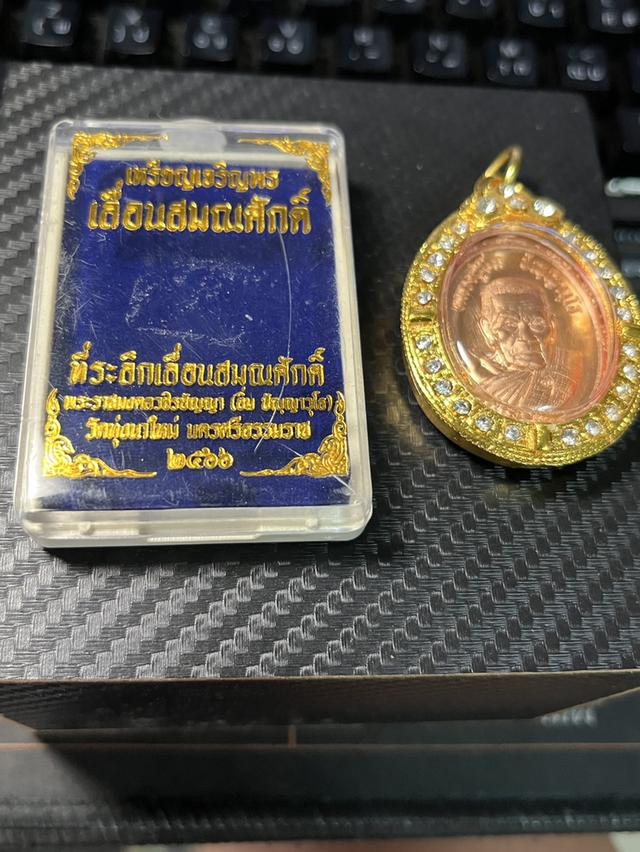 เหรียญเจริญพร
เลื่อนสมณศักดิ์
ที่ระลึกเลื่อนสมณศักดิ์
พระราชมงคลวชิรปัญญา (อิ่ม ปัญญาวุโธ)
วัดทุ่งนาใหม่ นครศรีธรรมราช
๒๕๖๖